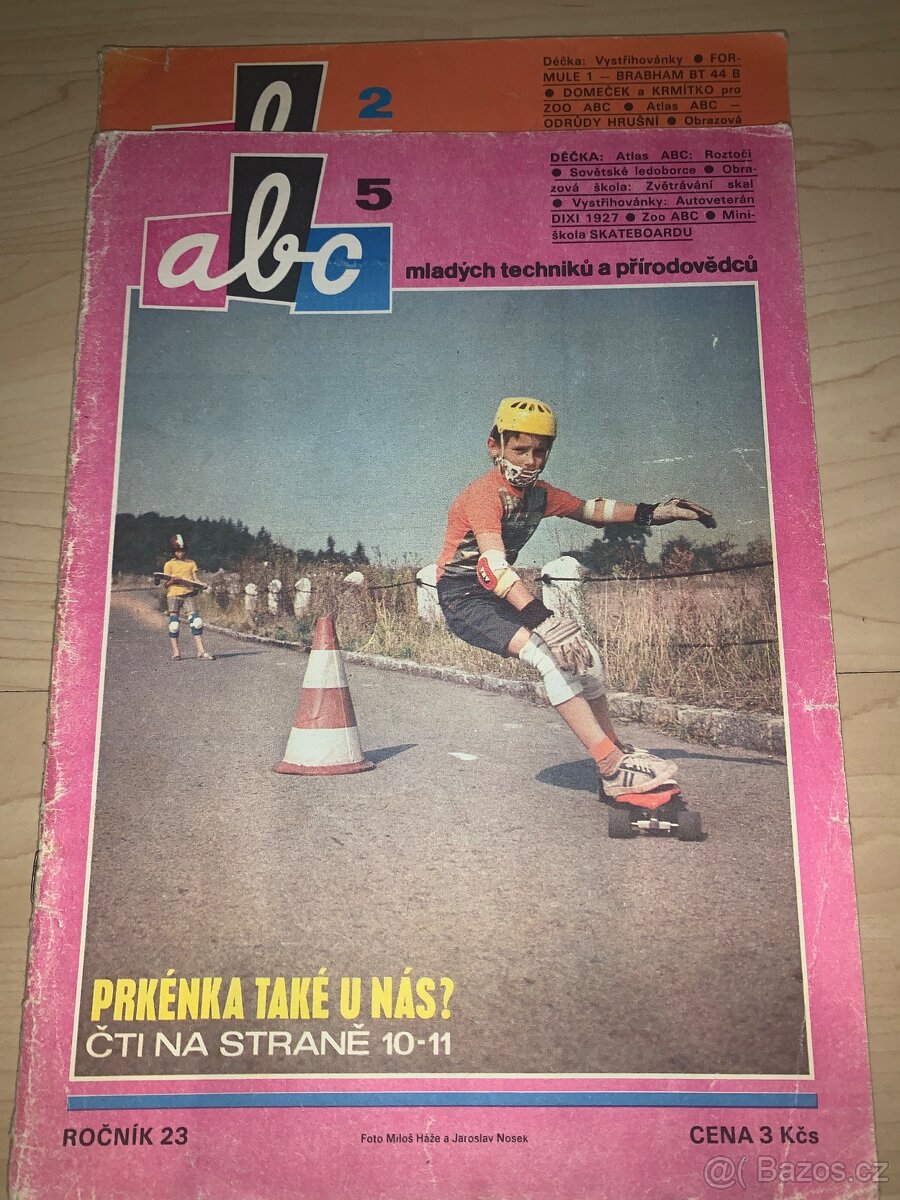 Déčka: Vystřihovánky ● FOR-
MULE 1 — BRABHAM BT 44 B
● DOMEČEK a KRMÍTKO pro
ZOO ABC ● Atlas ABC —
ODRŮDY HRUŠNÍ ● Obrazová
b
2
DÉČKA: Atlas ABC: Roztoči
● Sovětské ledoborce ● Obra-
zová škola: Zvětrávání skal
● Vystřihovánky: Autoveterán
DIXI 1927 ● Zoo ABC ● Mini-
škola SKATEBOARDU
abc
5
mladých techniků a přírodovědců
PRKÉNKA TAKÉ U NÁS?
ČTI NA STRANĚ 10-11
ROČNÍK 23
Foto Miloš Háže a Jaroslav Nosek
CENA 3 Kčs
@( Bazos.cz